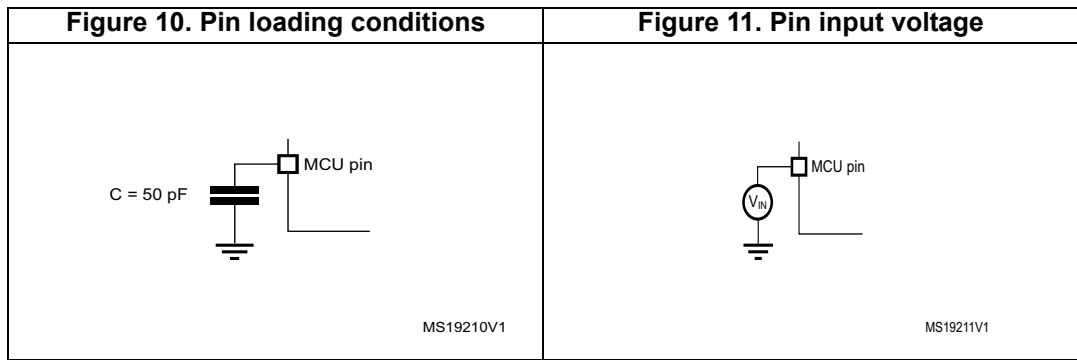 Figure 10. Pin loading conditions
Figure 11. Pin input voltage
MCU pin
C = 50 pF
MS19210V1
MCU pin
VIN
MS19211V1